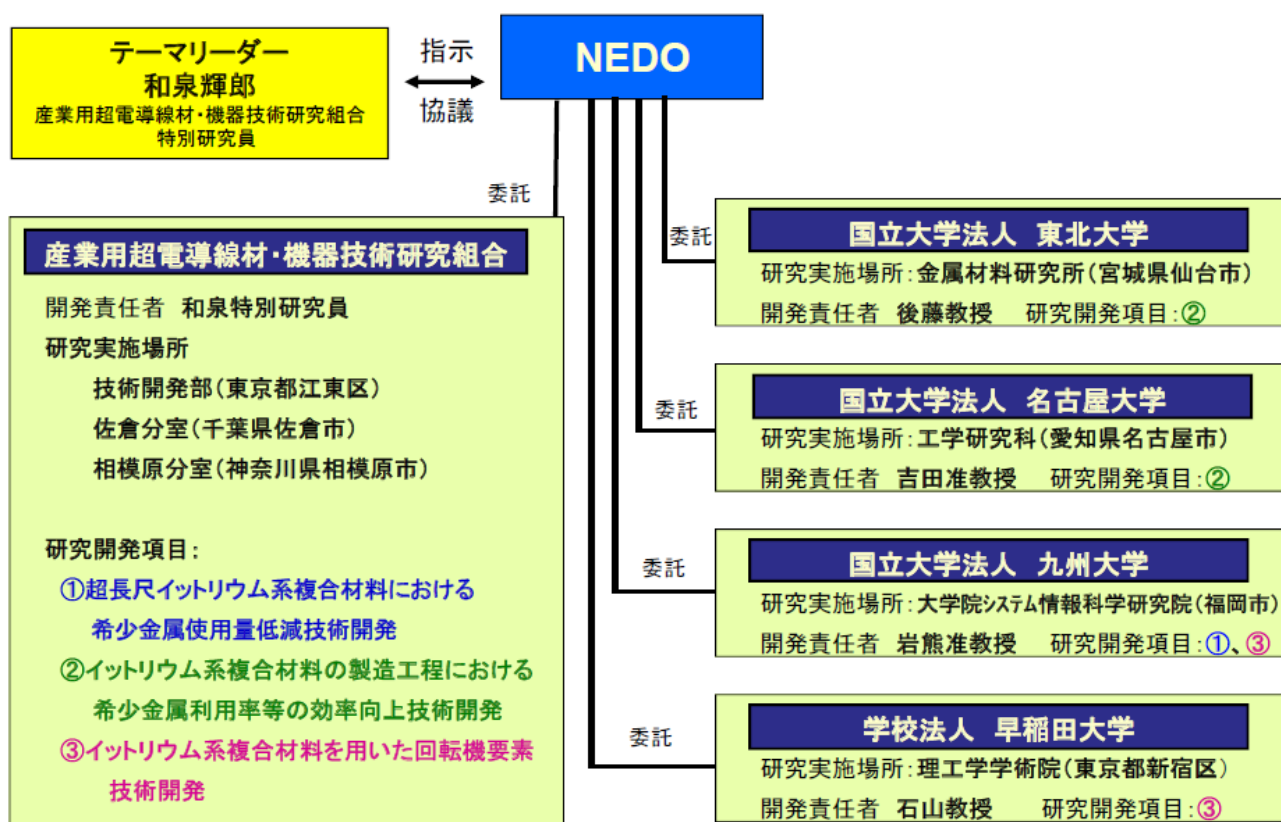 テーマリーダー
和泉輝郎
産業用超電導線材・機器技術研究組合
特別研究員
指示
協議
NEDO
委託
産業用超電導線材・機器技術研究組合
開発責任者 和泉特別研究員
研究実施場所
技術開発部(東京都江東区)
佐倉分室(千葉県佐倉市)
相模原分室(神奈川県相模原市)
研究開発項目:
①超長尺イットリウム系複合材料における
希少金属使用量低減技術開発
②イットリウム系複合材料の製造工程における
希少金属利用率等の効率向上技術開発
③イットリウム系複合材料を用いた回転機要素
技術開発
委託
国立大学法人 東北大学
研究実施場所:金属材料研究所(宮城県仙台市)
開発責任者 後藤教授 研究開発項目:②
委託
国立大学法人 名古屋大学
研究実施場所:工学研究科(愛知県名古屋市)
開発責任者 吉田准教授 研究開発項目:②
委託
国立大学法人 九州大学
研究実施場所:大学院システム情報科学研究院(福岡市)
開発責任者 岩熊准教授 研究開発項目:①、③
委託
学校法人 早稲田大学
研究実施場所:理工学学術院(東京都新宿区)
開発責任者 石山教授 研究開発項目:③